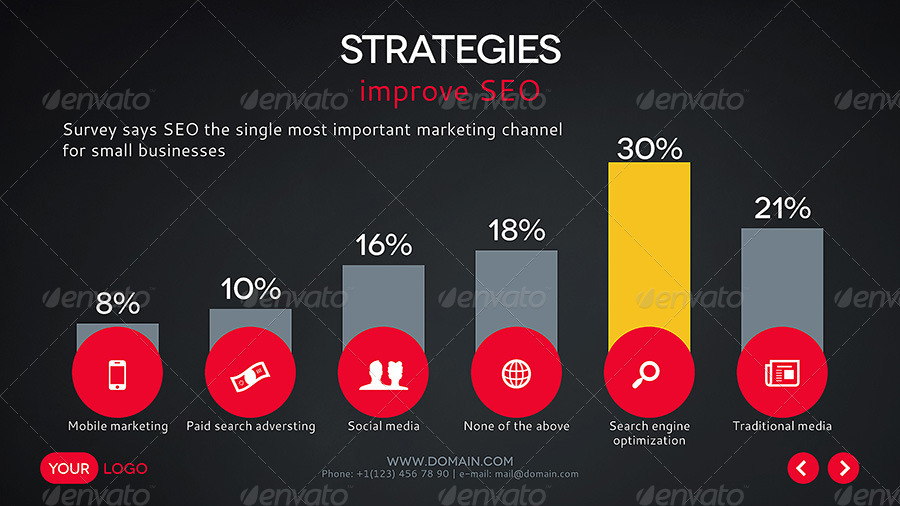 STRATEGIES
improve SEO
Survey says SEO the single most important marketing channel
for small businesses
8%
10%
16%
18%
30%
21%
Mobile marketing
Paid search adversting
Social media
None of the above
Search engine
optimization
Traditional media
YOUR LOGO
WWW.DOMAIN.COM
Phone: +1(123) 456 78 90 | e-mail: mail@domain.com
envato